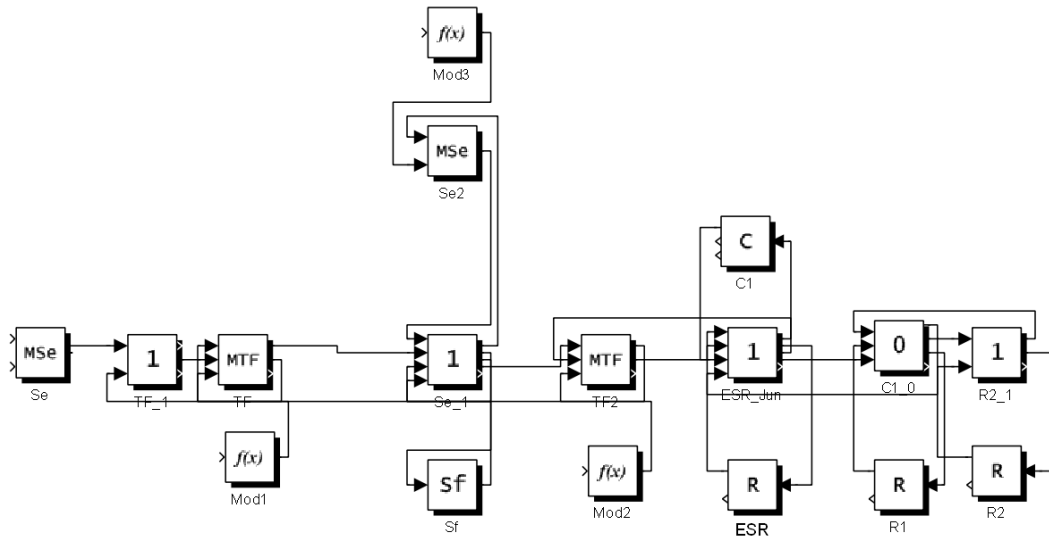 f(x)
Mod3
MSe
Se2
C
C1
MSe
Se
1
TF_1
MTF
TF
1
Se_1
MTF
TF2
1
ESR_Jun
0
C1_0
1
R2_1
f(x)
Mod1
Sf
Sf
f(x)
Mod2
R
ESR
R
R1
R
R2